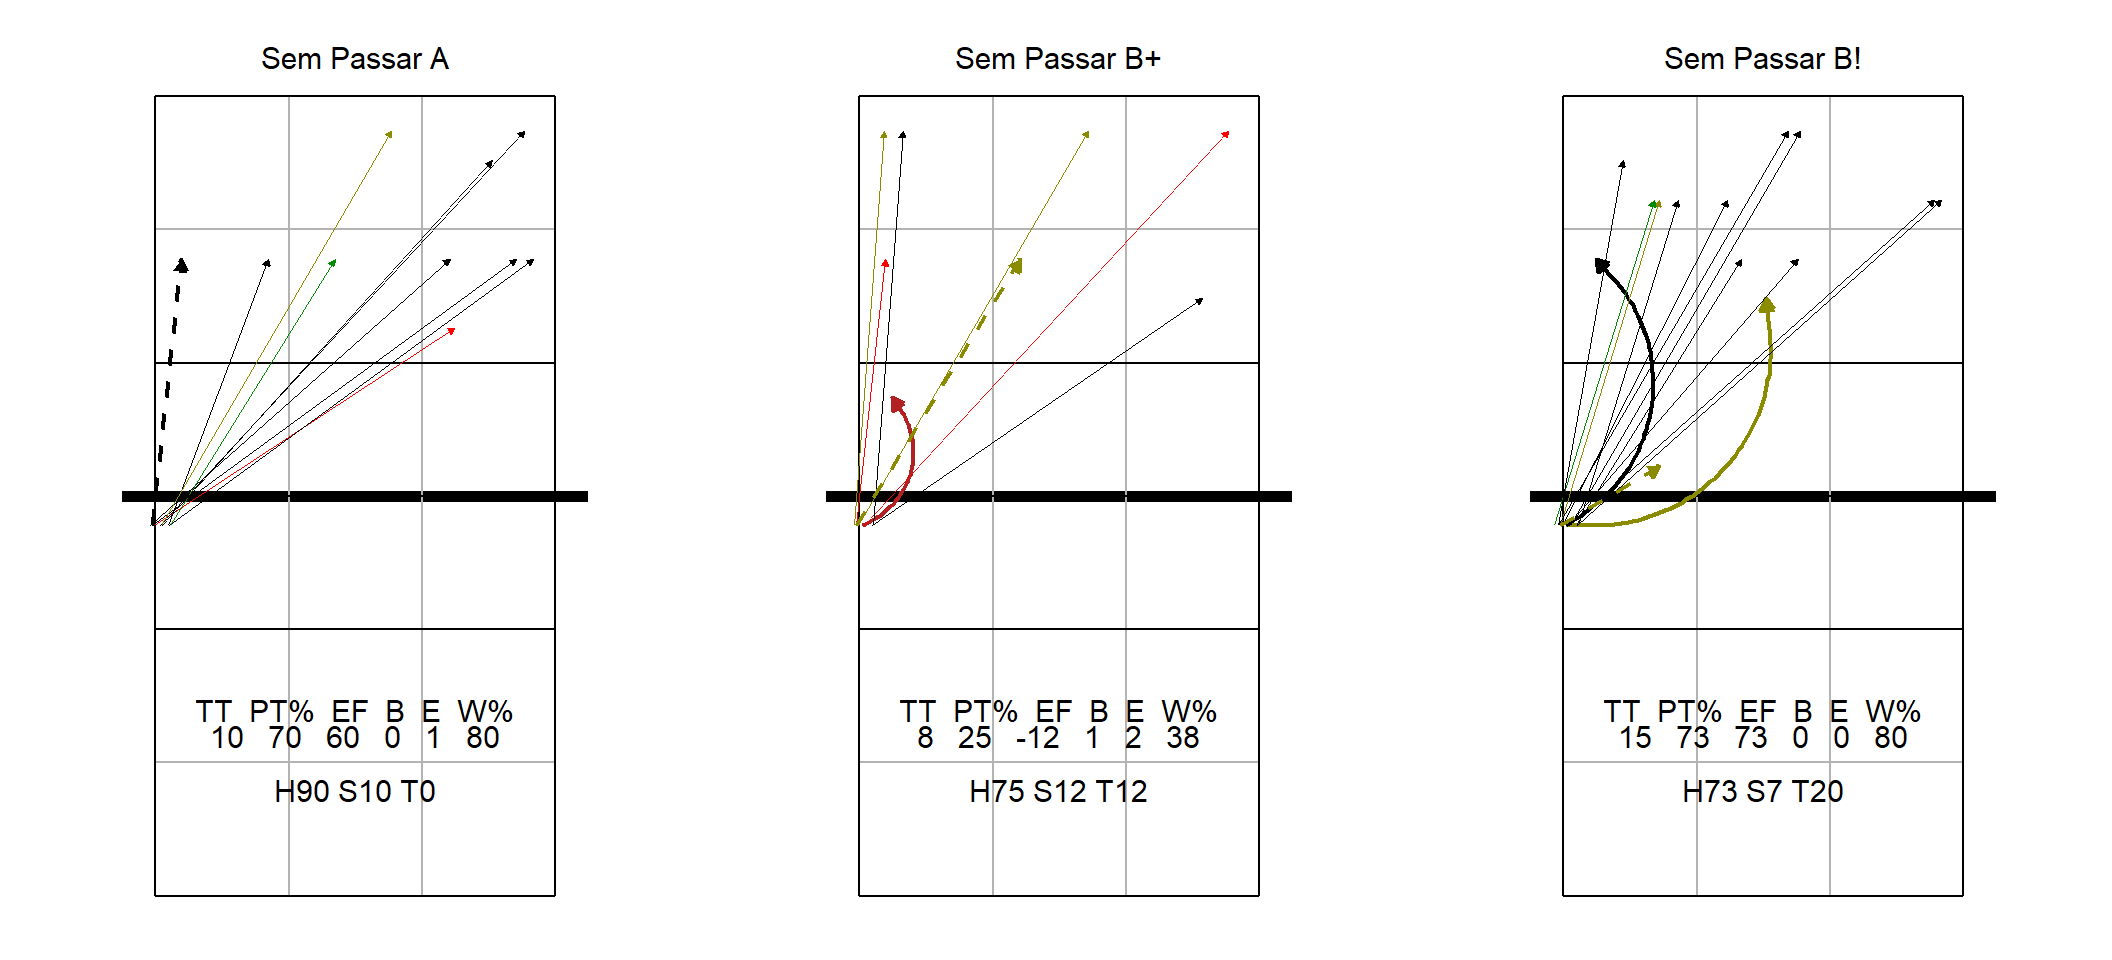 Sem Passar A
TT PT% EF B E W%
10 70 60 0 1 80
H90 S10 T0
Sem Passar B+
TT PT% EF B E W%
8 25 -12 1 2 38
H75 S12 T12
Sem Passar B!
TT PT% EF B E W%
15 73 73 0 0 80
H73 S7 T20